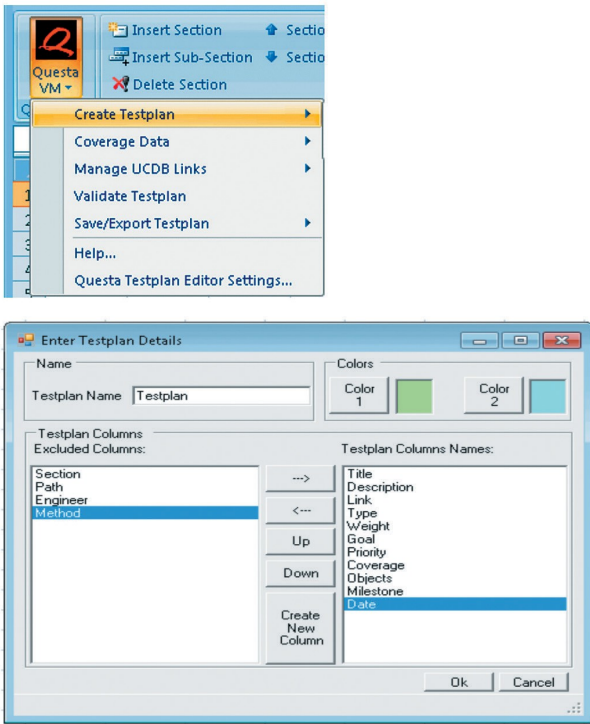 Insert Section
Sectio
Insert Sub-Section
Sectio
Questa
VM
Delete Section
Create Testplan
Coverage Data
Manage UCDB Links
Validate Testplan
Save/Export Testplan
Help...
Questa Testplan Editor Settings...
1
2
3
4
Enter Testplan Details
Name
Testplan Name
Testplan
Colors
Color
1
Color
2
Testplan Columns
Excluded Columns:
Section
Path
Engineer
Method
--->
<---
Up
Down
Create
New
Column
Testplan Columns Names:
Title
Description
Link
Type
Weight
Goal
Priority
Coverage
Objects
Milestone
Date
Ok
Cancel